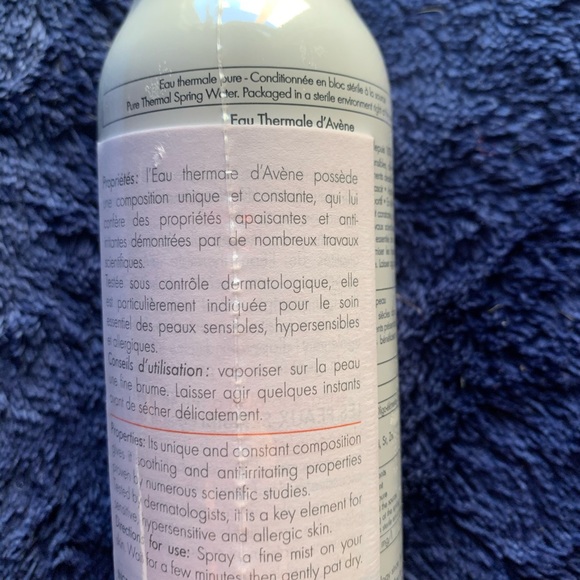 Eau thermale pure - Conditionnée en bloc stérile à la source
Pure Thermal Spring Water. Packaged in a sterile environment right
Eau Thermale d'Avène
Propriétés: l'Eau thermale d'Avène possède
une composition unique et constante, qui lui
confère des propriétés apaisantes et anti-
irritantes démontrées par de nombreux travaux
scientifiques.
Testée sous contrôle dermatologique, elle
est particulièrement indiquée pour le soin
essentiel des peaux sensibles, hypersensibles
et allergiques.
Conseils d'utilisation: vaporiser sur la peau
une fine brume. Laisser agir quelques instants
avant de sécher délicatement.
Properties: Its unique and constant composition
gives it soothing and anti-irritating properties
proven by numerous scientific studies.
Tested by dermatologists, it is a key element for
sensitive, hypersensitive and allergic skin.
Directions for use: Spray a fine mist on your
skin. Wait for a few minutes then gently pat dry.